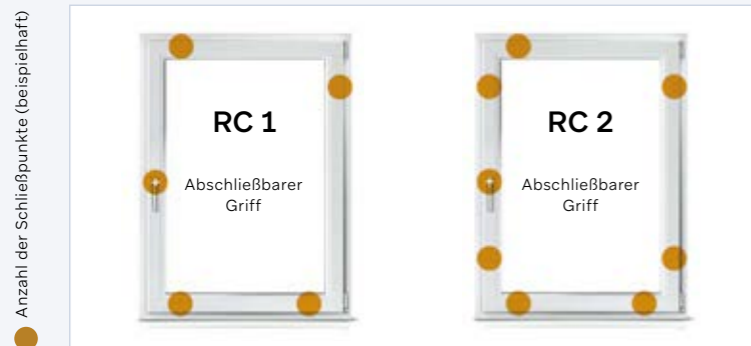 Anzahl der Schließpunkte (beispielhaft)
RC 1
Abschließbarer
Griff
RC 2
Abschließbarer
Griff